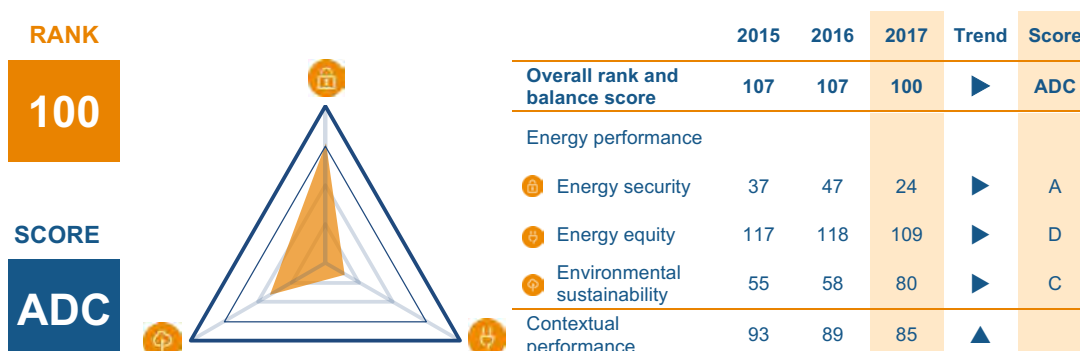 RANK
100
SCORE
ADC
2015 2016 2017 Trend Score
Overall rank and
balance score 107 107 100 ADC
Energy performance
Energy security 37 47 24 A
Energy equity 117 118 109 D
Environmental
sustainability 55 58 80 C
Contextual
performance 93 89 85